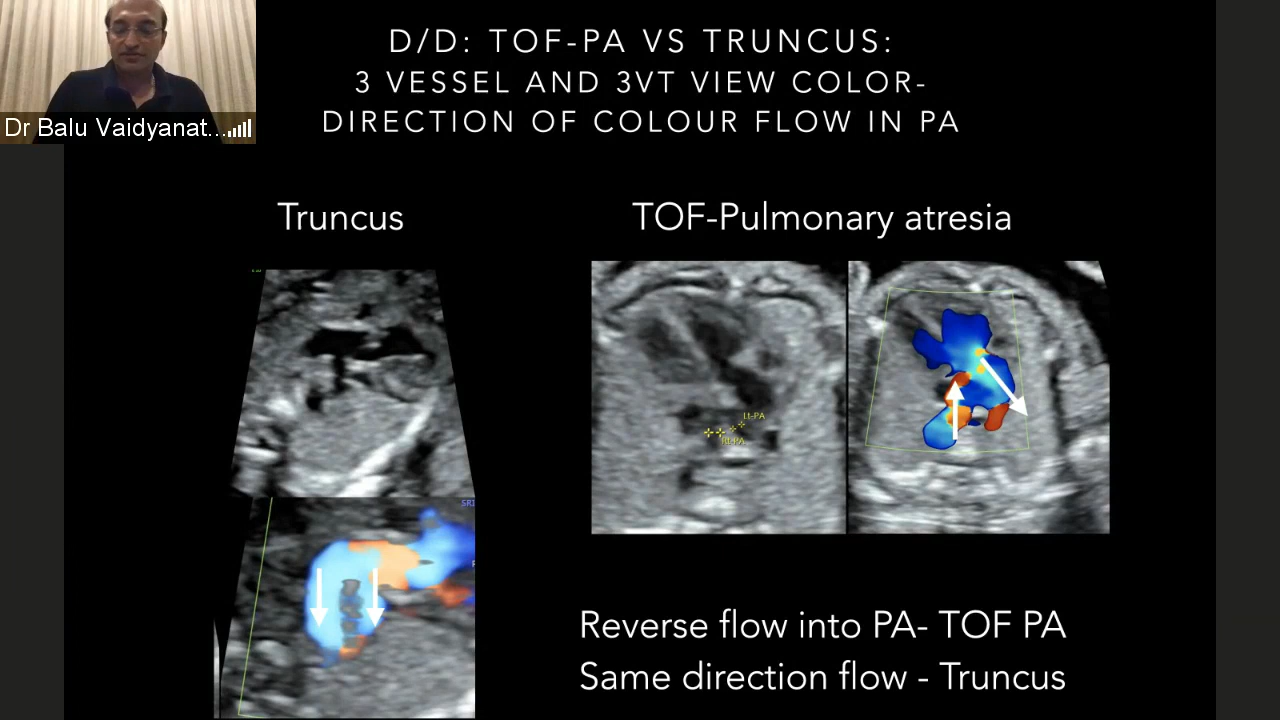 D/D: TOF-PA VS TRUNCUS:
3 VESSEL AND 3VT VIEW COLOR-
DIRECTION OF COLOUR FLOW IN PA
Dr Balu Vaidyanat...
Truncus
TOF-Pulmonary atresia
Lt-PA
Rt-PA
SRI
Reverse flow into PA- TOF PA
Same direction flow - Truncus